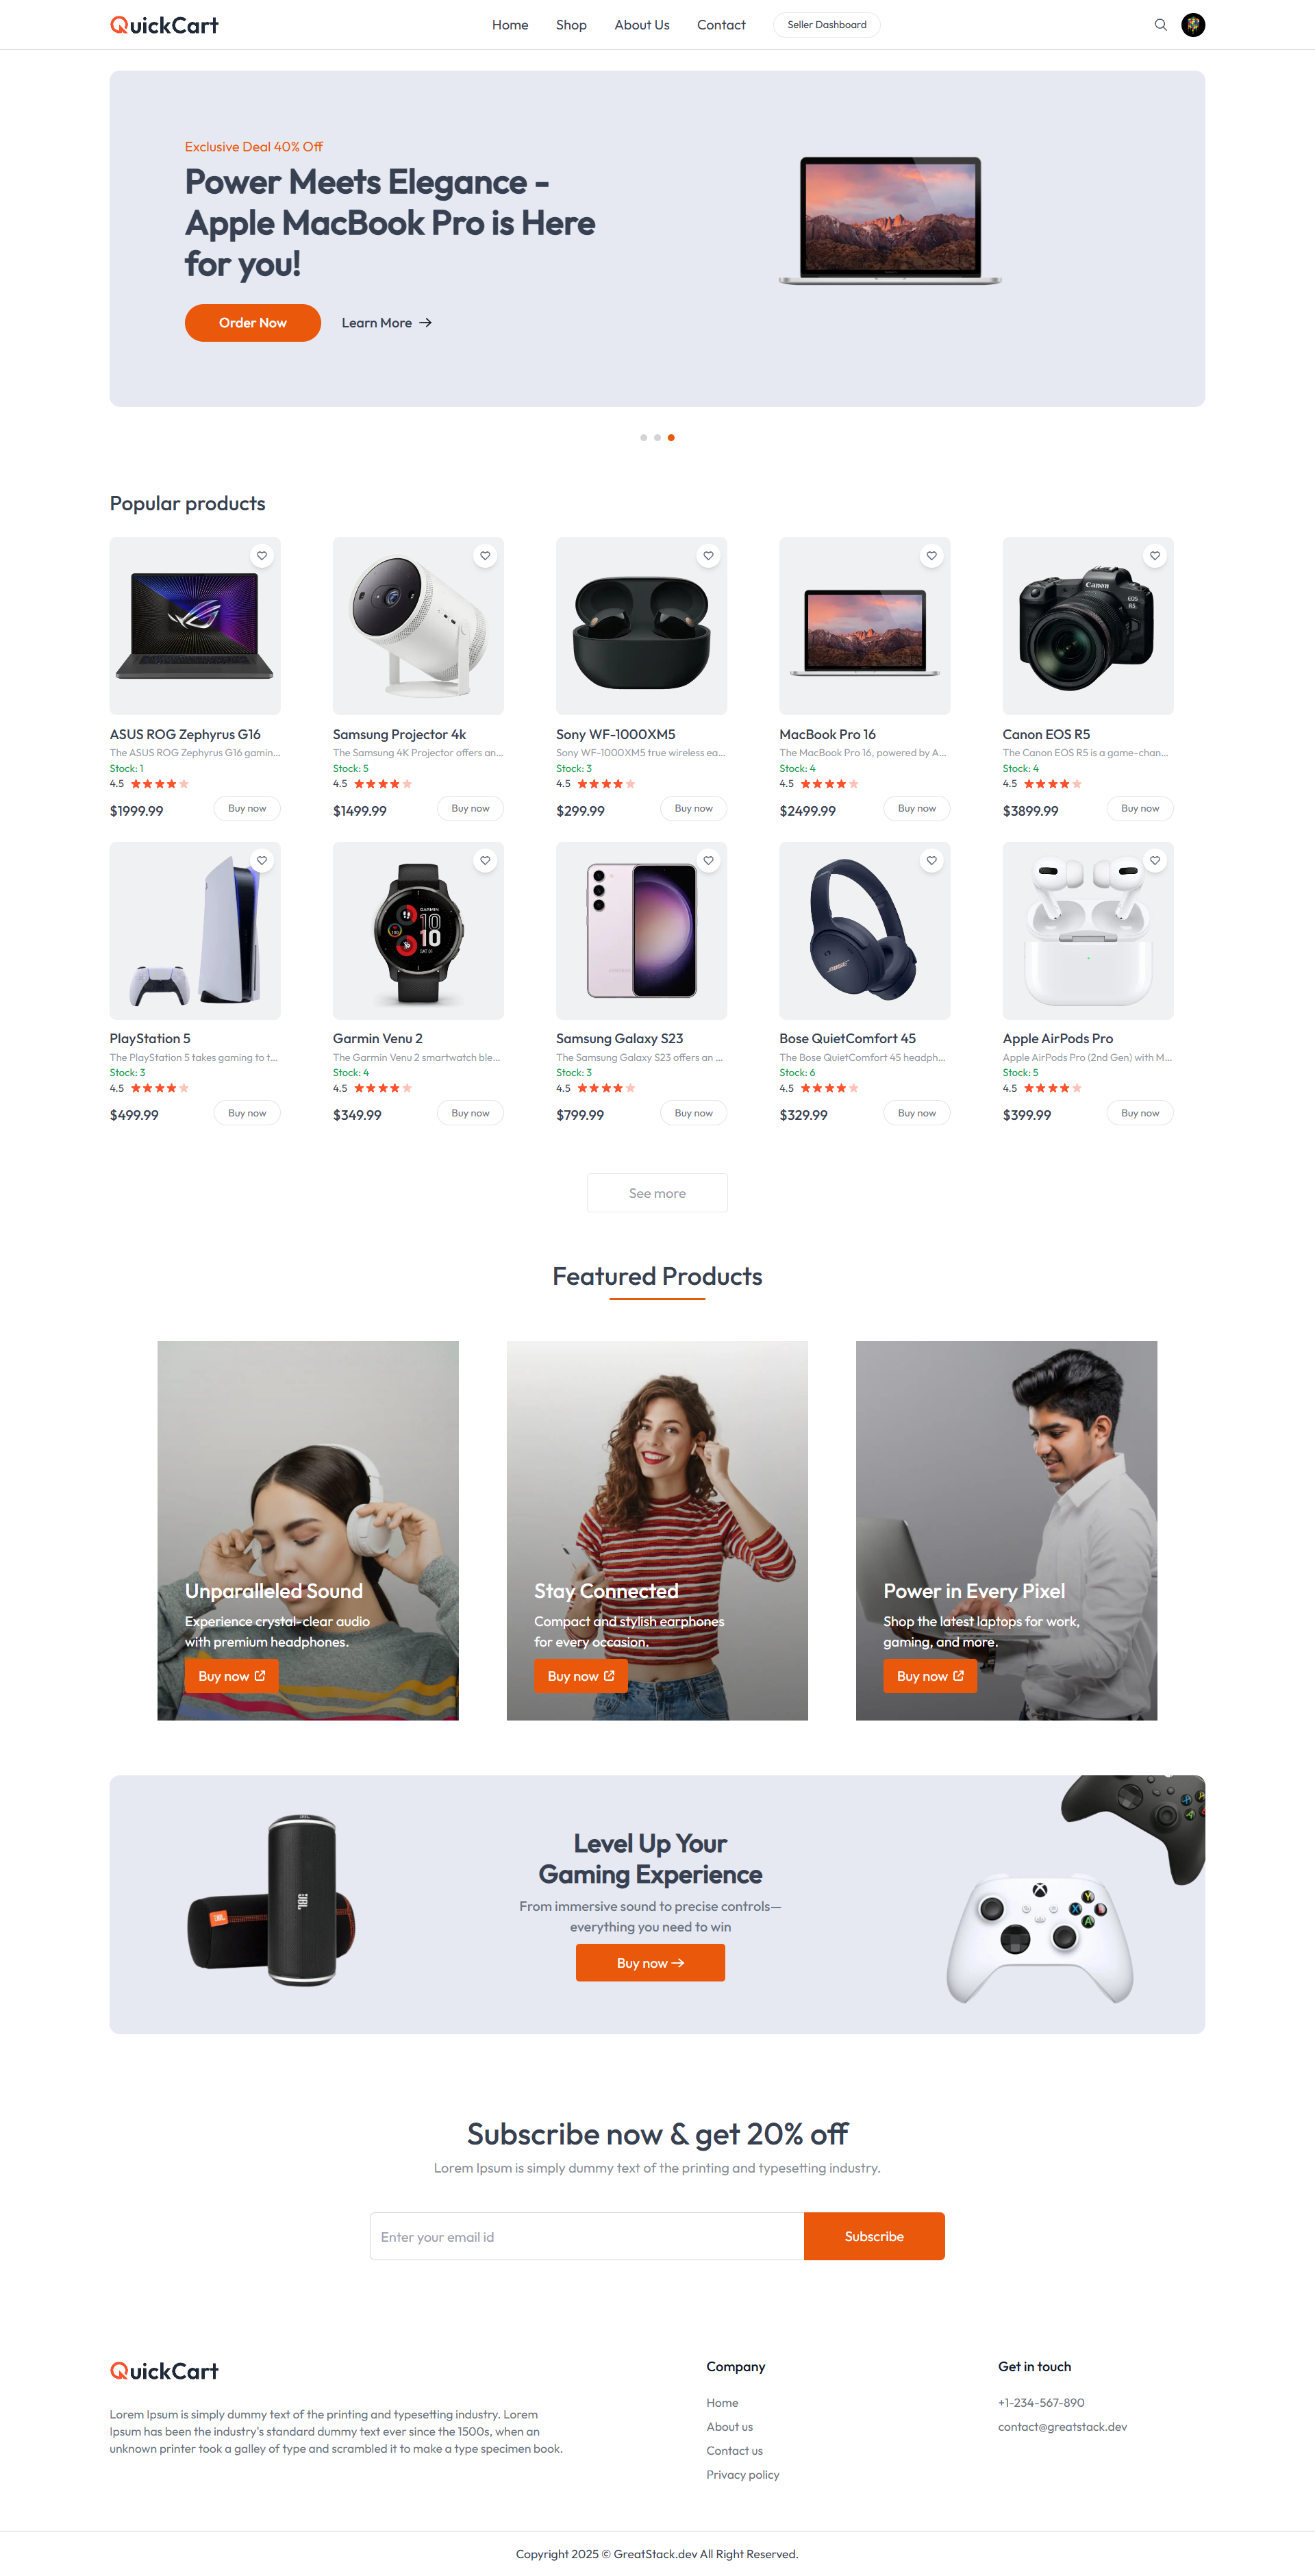 QuickCart
Home Shop About Us Contact Seller Dashboard
Exclusive Deal 40% Off
Power Meets Elegance -
Apple MacBook Pro is Here
for you!
Order Now Learn More
Popular products
ASUS ROG Zephyrus G16
The ASUS ROG Zephyrus G16 gamin...
Stock: 1
4.5
$1999.99 Buy now
Samsung Projector 4k
The Samsung 4K Projector offers an...
Stock: 5
4.5
$1499.99 Buy now
Sony WF-1000XM5
Sony WF-1000XM5 true wireless ea...
Stock: 3
4.5
$299.99 Buy now
MacBook Pro 16
The MacBook Pro 16, powered by A...
Stock: 4
4.5
$2499.99 Buy now
Canon
EOS
R5
Canon EOS R5
The Canon EOS R5 is a game-chan...
Stock: 4
4.5
$3899.99 Buy now
PlayStation 5
The PlayStation 5 takes gaming to t...
Stock: 3
4.5
$499.99 Buy now
GARMIN
10
10
Garmin Venu 2
The Garmin Venu 2 smartwatch ble...
Stock: 4
4.5
$349.99 Buy now
Samsung Galaxy S23
The Samsung Galaxy S23 offers an ...
Stock: 3
4.5
$799.99 Buy now
BOSE
Bose QuietComfort 45
The Bose QuietComfort 45 headph...
Stock: 6
4.5
$329.99 Buy now
Apple AirPods Pro
Apple AirPods Pro (2nd Gen) with M...
Stock: 5
4.5
$399.99 Buy now
See more
Featured Products
Unparalleled Sound
Experience crystal-clear audio
with premium headphones.
Buy now
Stay Connected
Compact and stylish earphones
for every occasion.
Buy now
Power in Every Pixel
Shop the latest laptops for work,
gaming, and more.
Buy now
JBL
JBL
Level Up Your
Gaming Experience
From immersive sound to precise controls—
everything you need to win
Buy now
Y
X
A
Subscribe now & get 20% off
Lorem Ipsum is simply dummy text of the printing and typesetting industry.
Enter your email id Subscribe
QuickCart
Lorem Ipsum is simply dummy text of the printing and typesetting industry. Lorem
Ipsum has been the industry's standard dummy text ever since the 1500s, when an
unknown printer took a galley of type and scrambled it to make a type specimen book.
Company
Home
About us
Contact us
Privacy policy
Get in touch
+1-234-567-890
contact@greatstack.dev
Copyright 2025 © GreatStack.dev All Right Reserved.